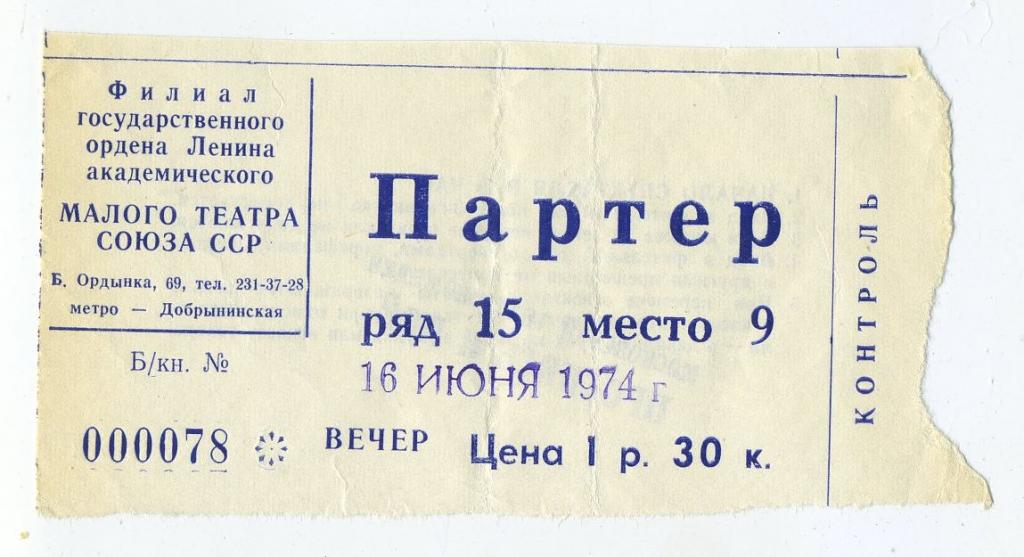 Филиал
государственного
ордена Ленина
академического
МАЛОГО ТЕАТРА
СОЮЗА ССР
Б. Ордынка, 69, тел. 231-37-28
метро — Добрынинская
Б/кн. №
000078
Партер
ряд 15 место 9
16 ИЮНЯ 1974 г
ВЕЧЕР Цена 1 р. 30 к.
КОНТРОЛЬ